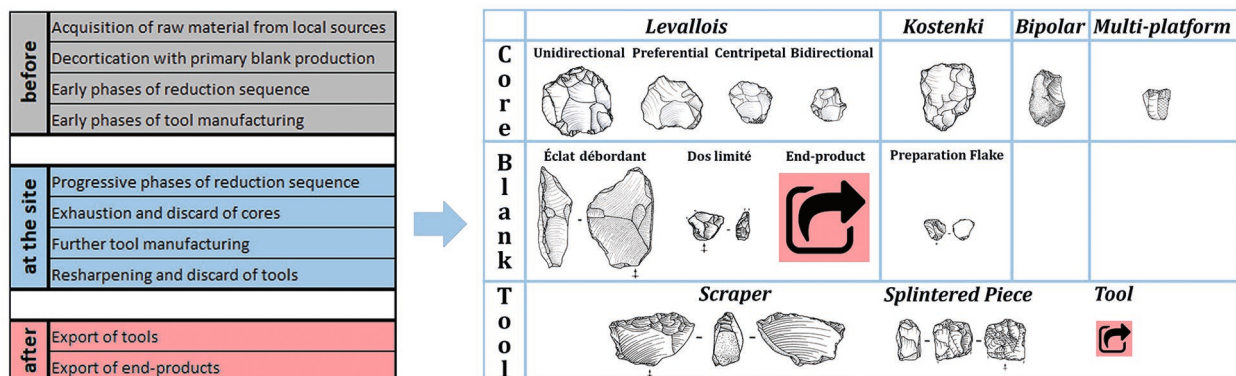 before
Acquisition of raw material from local sources
Decortication with primary blank production
Early phases of reduction sequence
Early phases of tool manufacturing
at the site
Progressive phases of reduction sequence
Exhaustion and discard of cores
Further tool manufacturing
Resharpening and discard of tools
after
Export of tools
Export of end-products
Levallois Kostenki Bipolar Multi-platform
Core
Unidirectional Preferential Centripetal Bidirectional
Blank
Éclat débordant Dos limité End-product Preparation Flake
Tool
Scraper Splintered Piece Tool